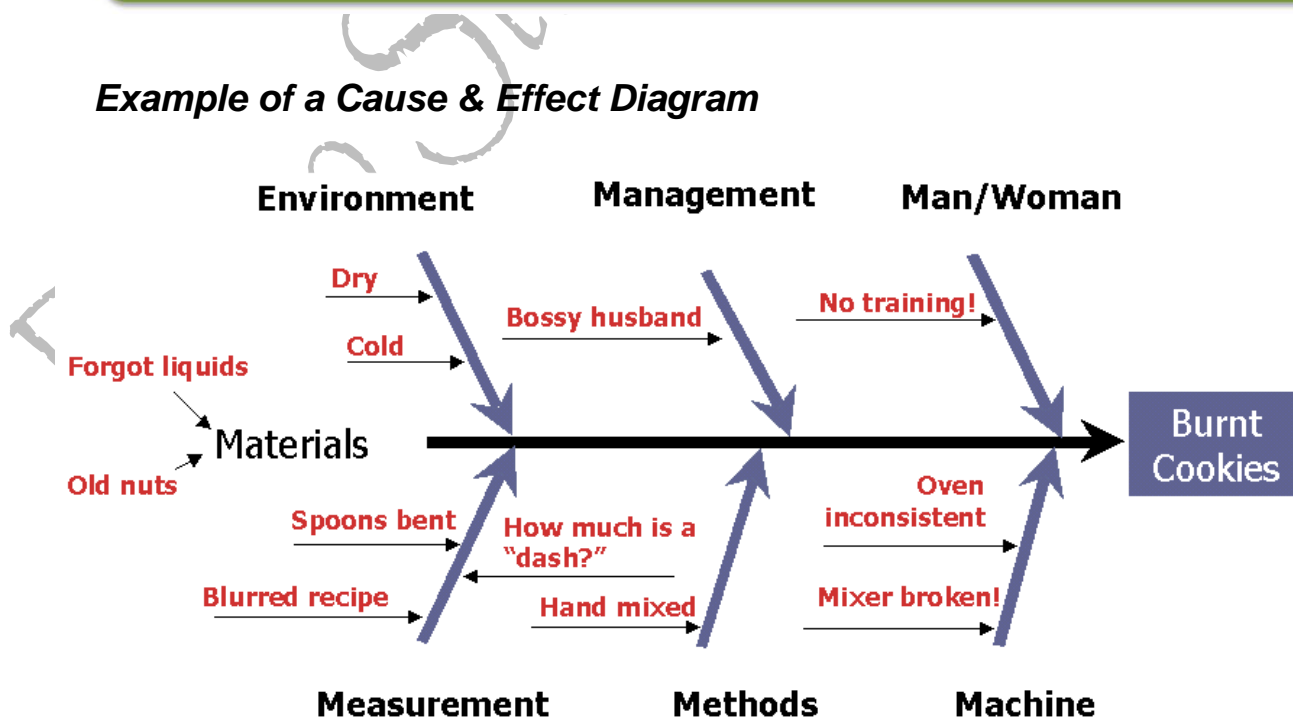 Example of a Cause & Effect Diagram
Environment
Management
Man/Woman
Dry
Cold
Bossy husband
No training!
Forgot liquids
Materials
Old nuts
Burnt
Cookies
Spoons bent
How much is a
“dash?”
Blurred recipe
Hand mixed
Oven
inconsistent
Mixer broken!
Measurement
Methods
Machine